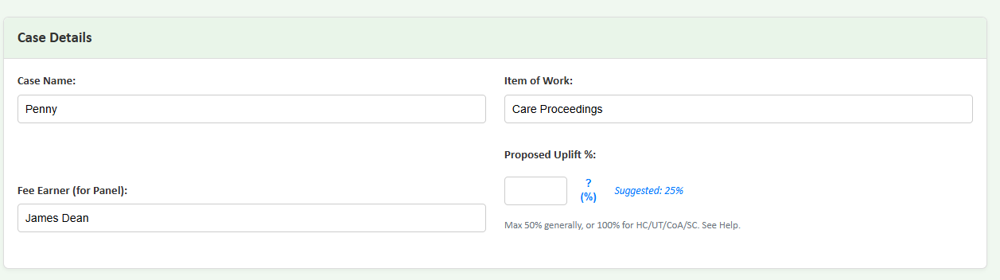 Case Details
Case Name:
Penny
Item of Work:
Care Proceedings
Fee Earner (for Panel):
James Dean
Proposed Uplift %:
?
(%)
Suggested: 25%
Max 50% generally, or 100% for HC/UT/CoA/SC. See Help.